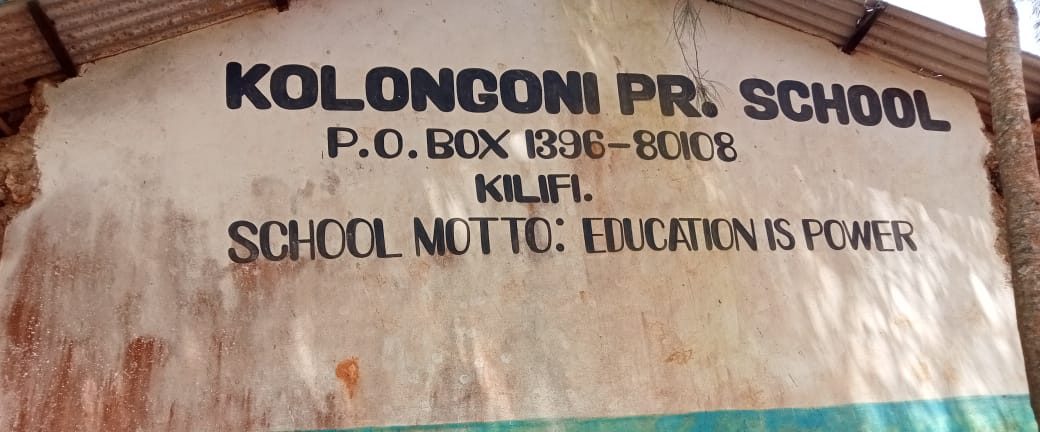 KOLONGONI PR. SCHOOL
P.O. BOX 1396-80108
KILIFI.
SCHOOL MOTTO: EDUCATION IS POWER